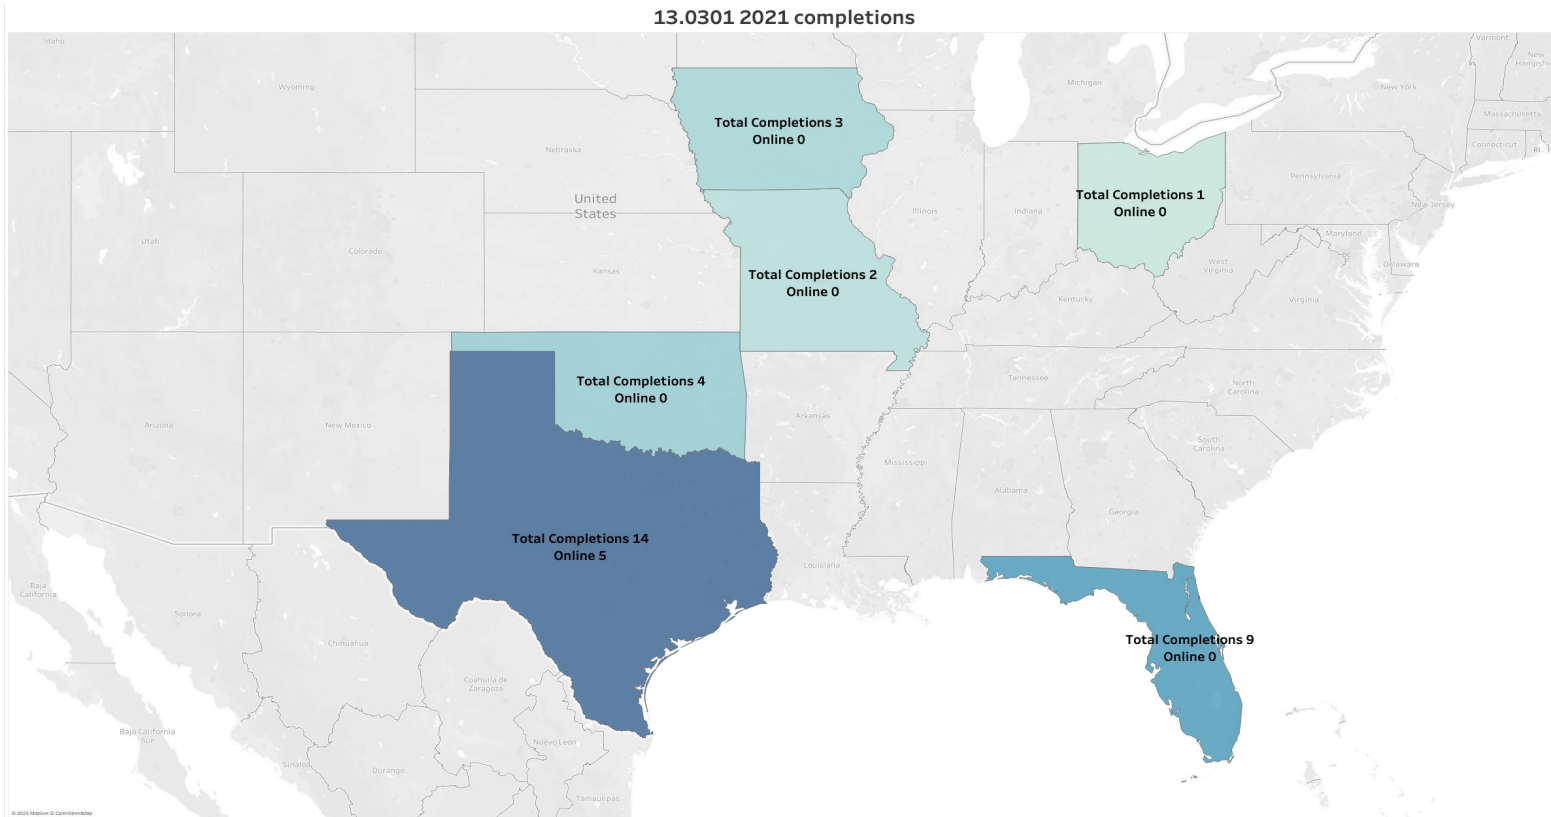 13.0301 2021 completions
Idaho
Wyoming
Michigan
Vermont
New
Hampshire
New York
Massachusetts
Connecticut
RI
Total Completions 3
Online 0
Nebraska
United
States
Illinois
Indiana
Total Completions 1
Online 0
Pennsylvania
New Jersey
Maryland
Delaware
Utah
Colorado
Kansas
Total Completions 2
Online 0
West
Virginia
Kentucky
Virginia
Total Completions 4
Online 0
Tennessee
North
Carolina
Arizona
New Mexico
Arkansas
South
Carolina
Mississippi
Alabama
Georgia
Total Completions 14
Online 5
Louisiana
Baja
California
Sonora
Chihuahua
Total Completions 9
Online 0
Coahuila de
Zaragoza
Baja California
Sur
Nuevo León
Sinaloa
Durango
Tamaulipas
© 2023 Mapbox © OpenStreetMap